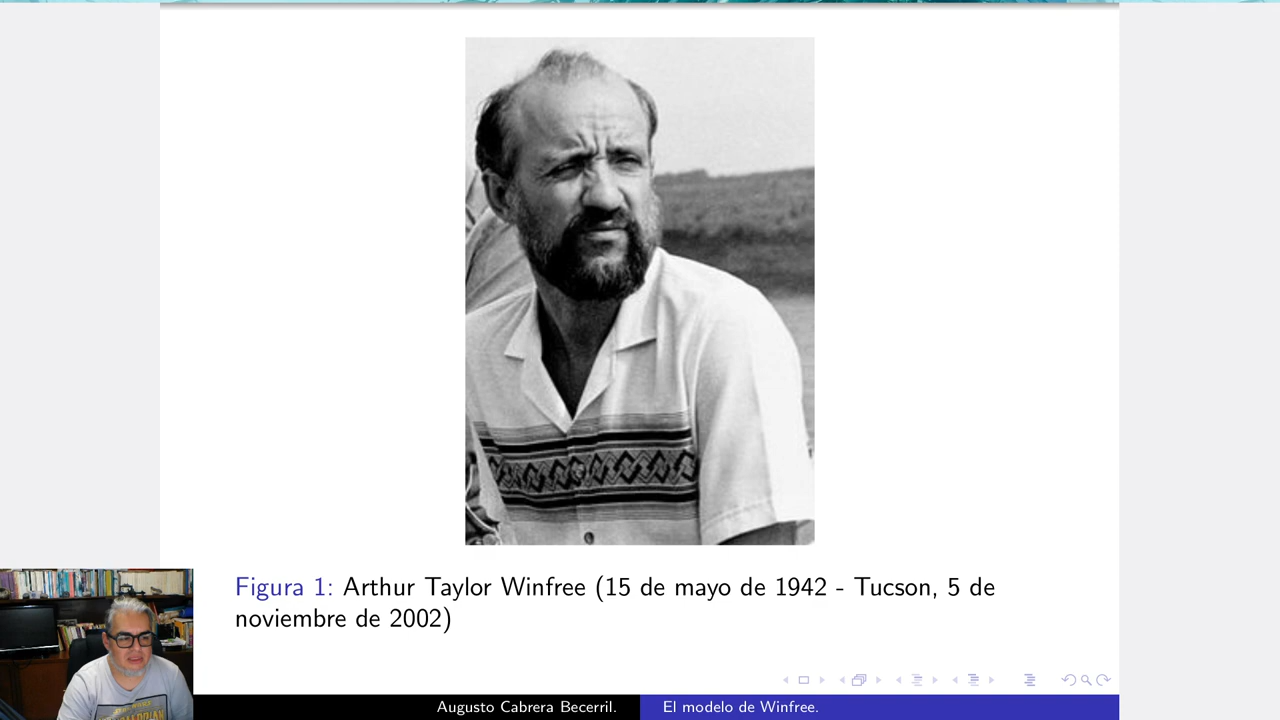 Figura 1: Arthur Taylor Winfree (15 de mayo de 1942 - Tucson, 5 de
noviembre de 2002)
Augusto Cabrera Becerril.
El modelo de Winfree.